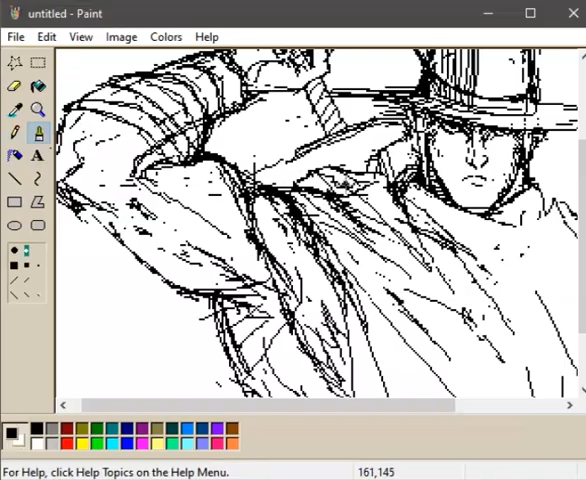 untitled - Paint
File Edit View Image Colors Help
A
For Help, click Help Topics on the Help Menu.
161,145